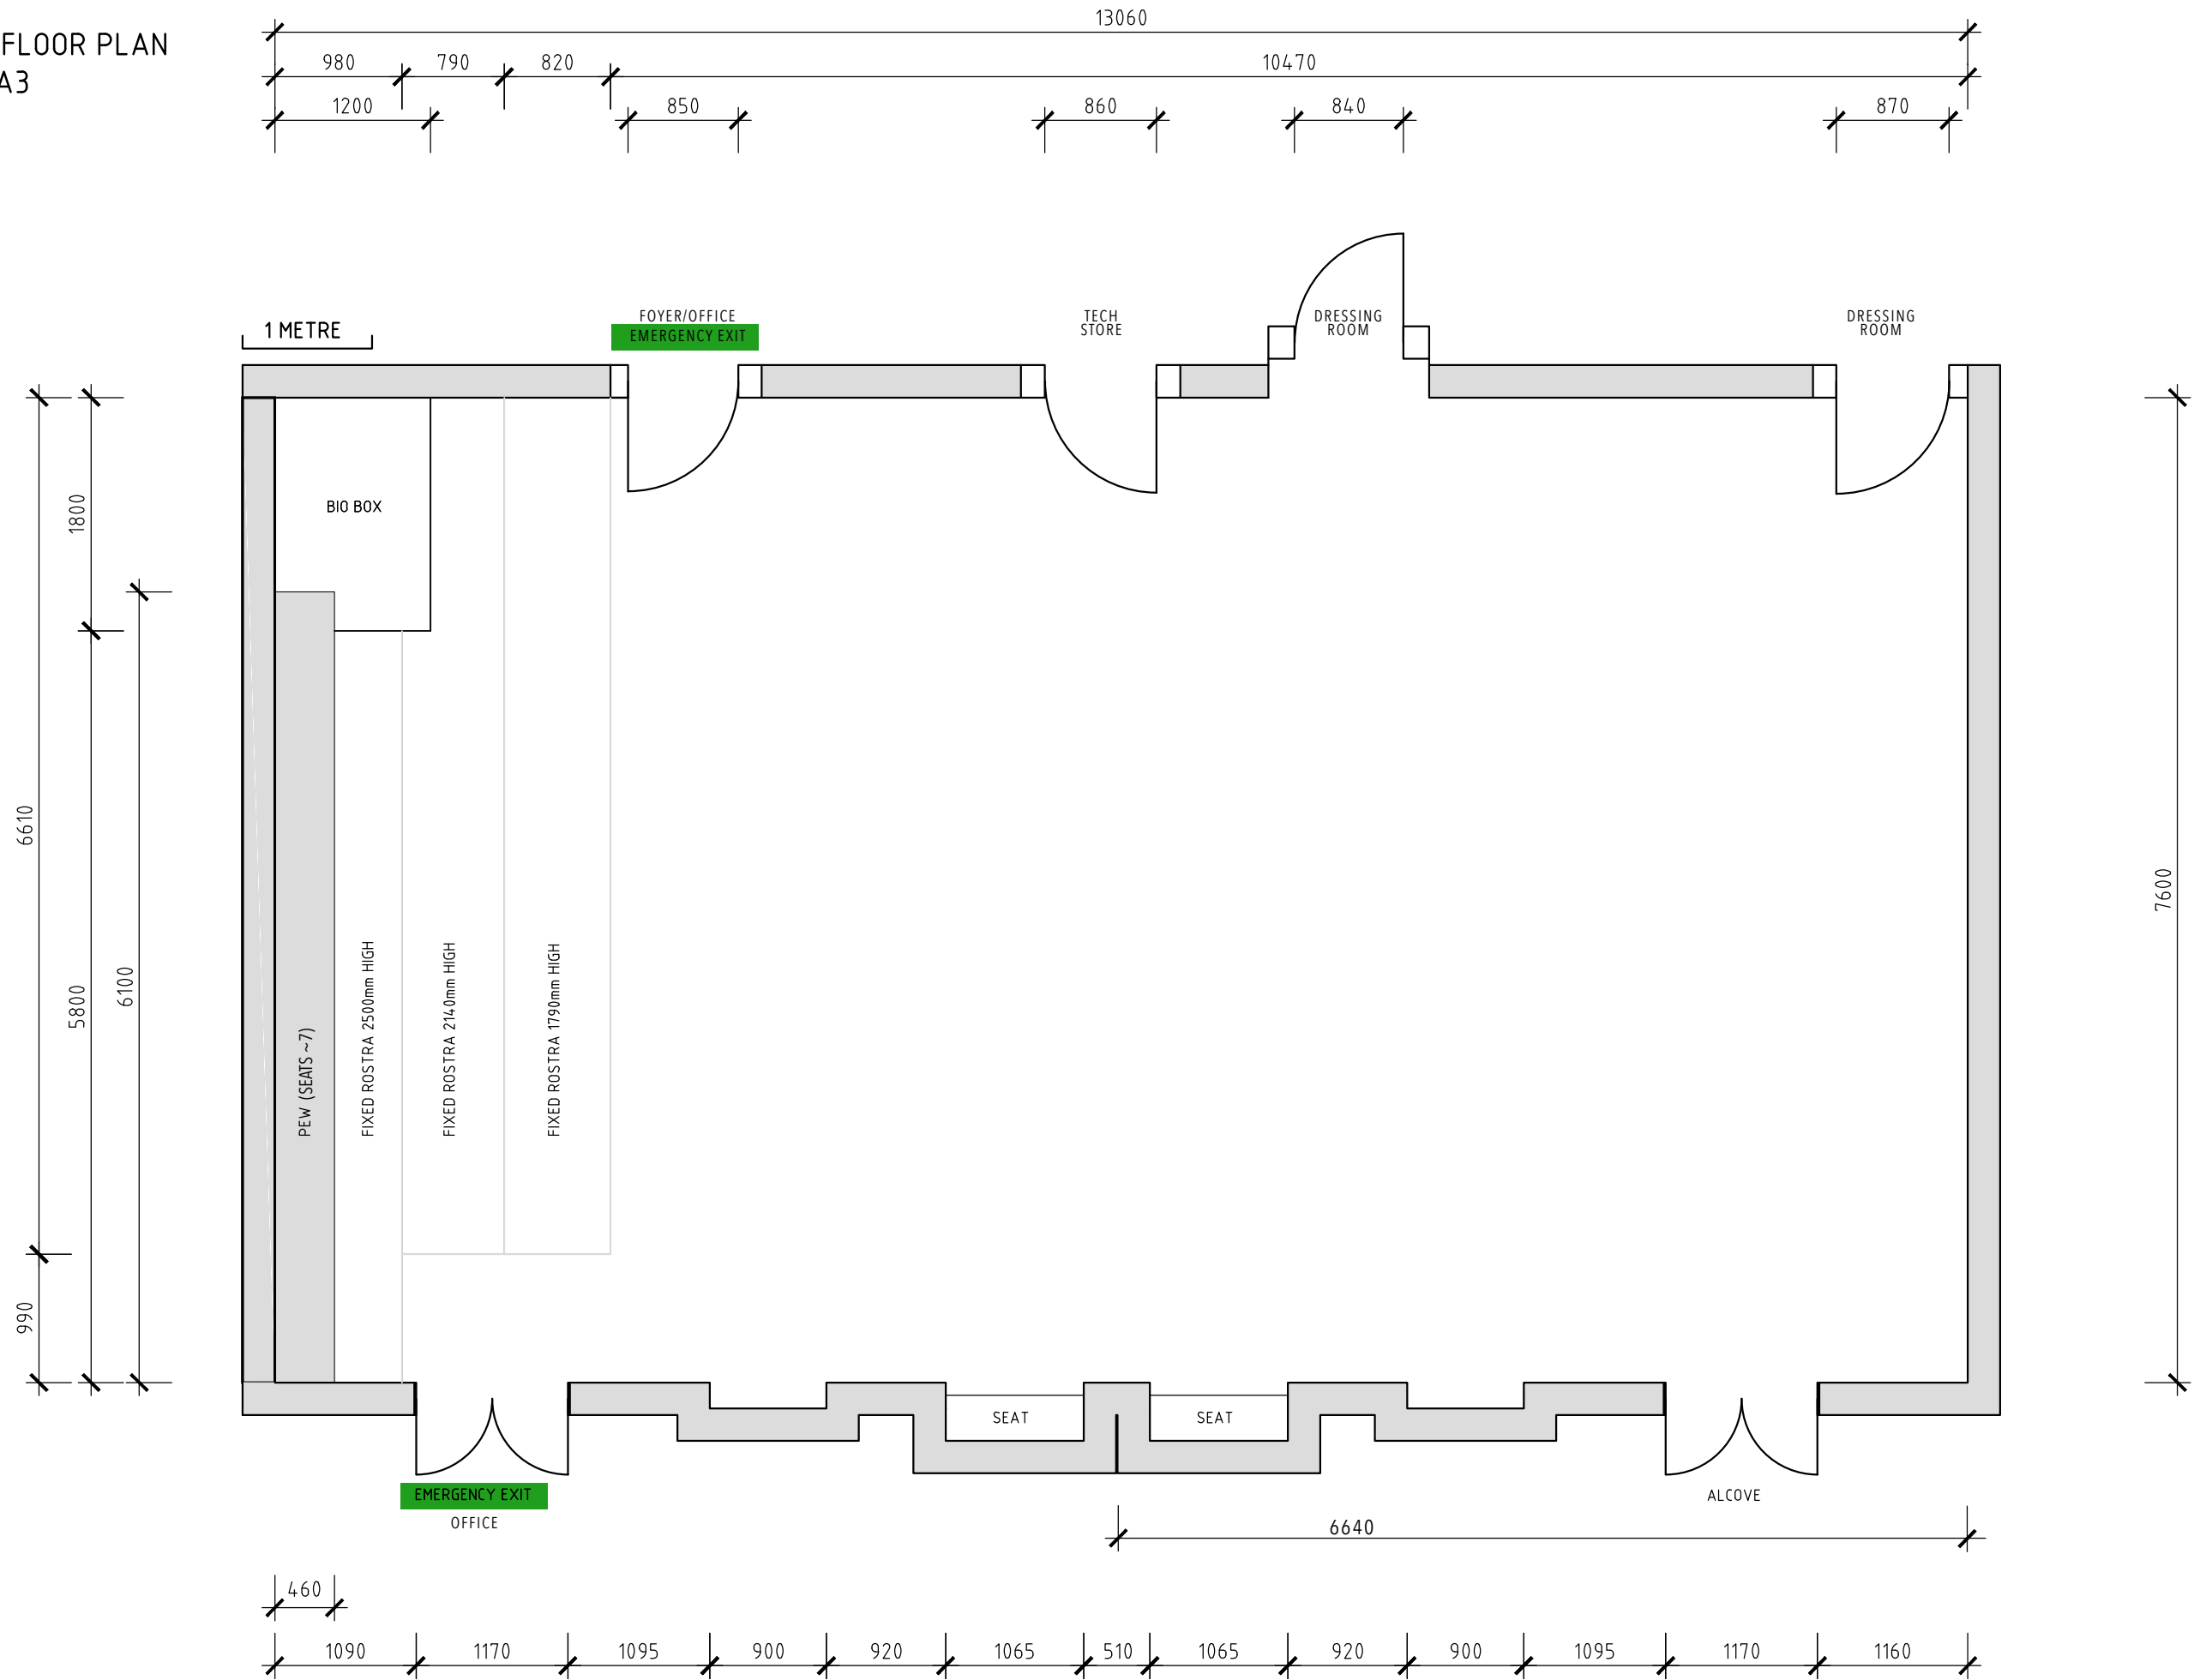 13060
FLOOR PLAN
980 790 820 10470
A3
1200 850 860 840 870
FOYER/OFFICE
EMERGENCY EXIT
TECH
STORE
DRESSING
ROOM
DRESSING
ROOM
1 METRE
BIO BOX
1800
6610
5800
6100
990
7600
PEW (SEATS ~7)
FIXED ROSTRA 2500mm HIGH
FIXED ROSTRA 2140mm HIGH
FIXED ROSTRA 1790mm HIGH
SEAT
SEAT
EMERGENCY EXIT
OFFICE
ALCOVE
6640
460
1090 1170 1095 900 920 1065 510 1065 920 900 1095 1170 1160